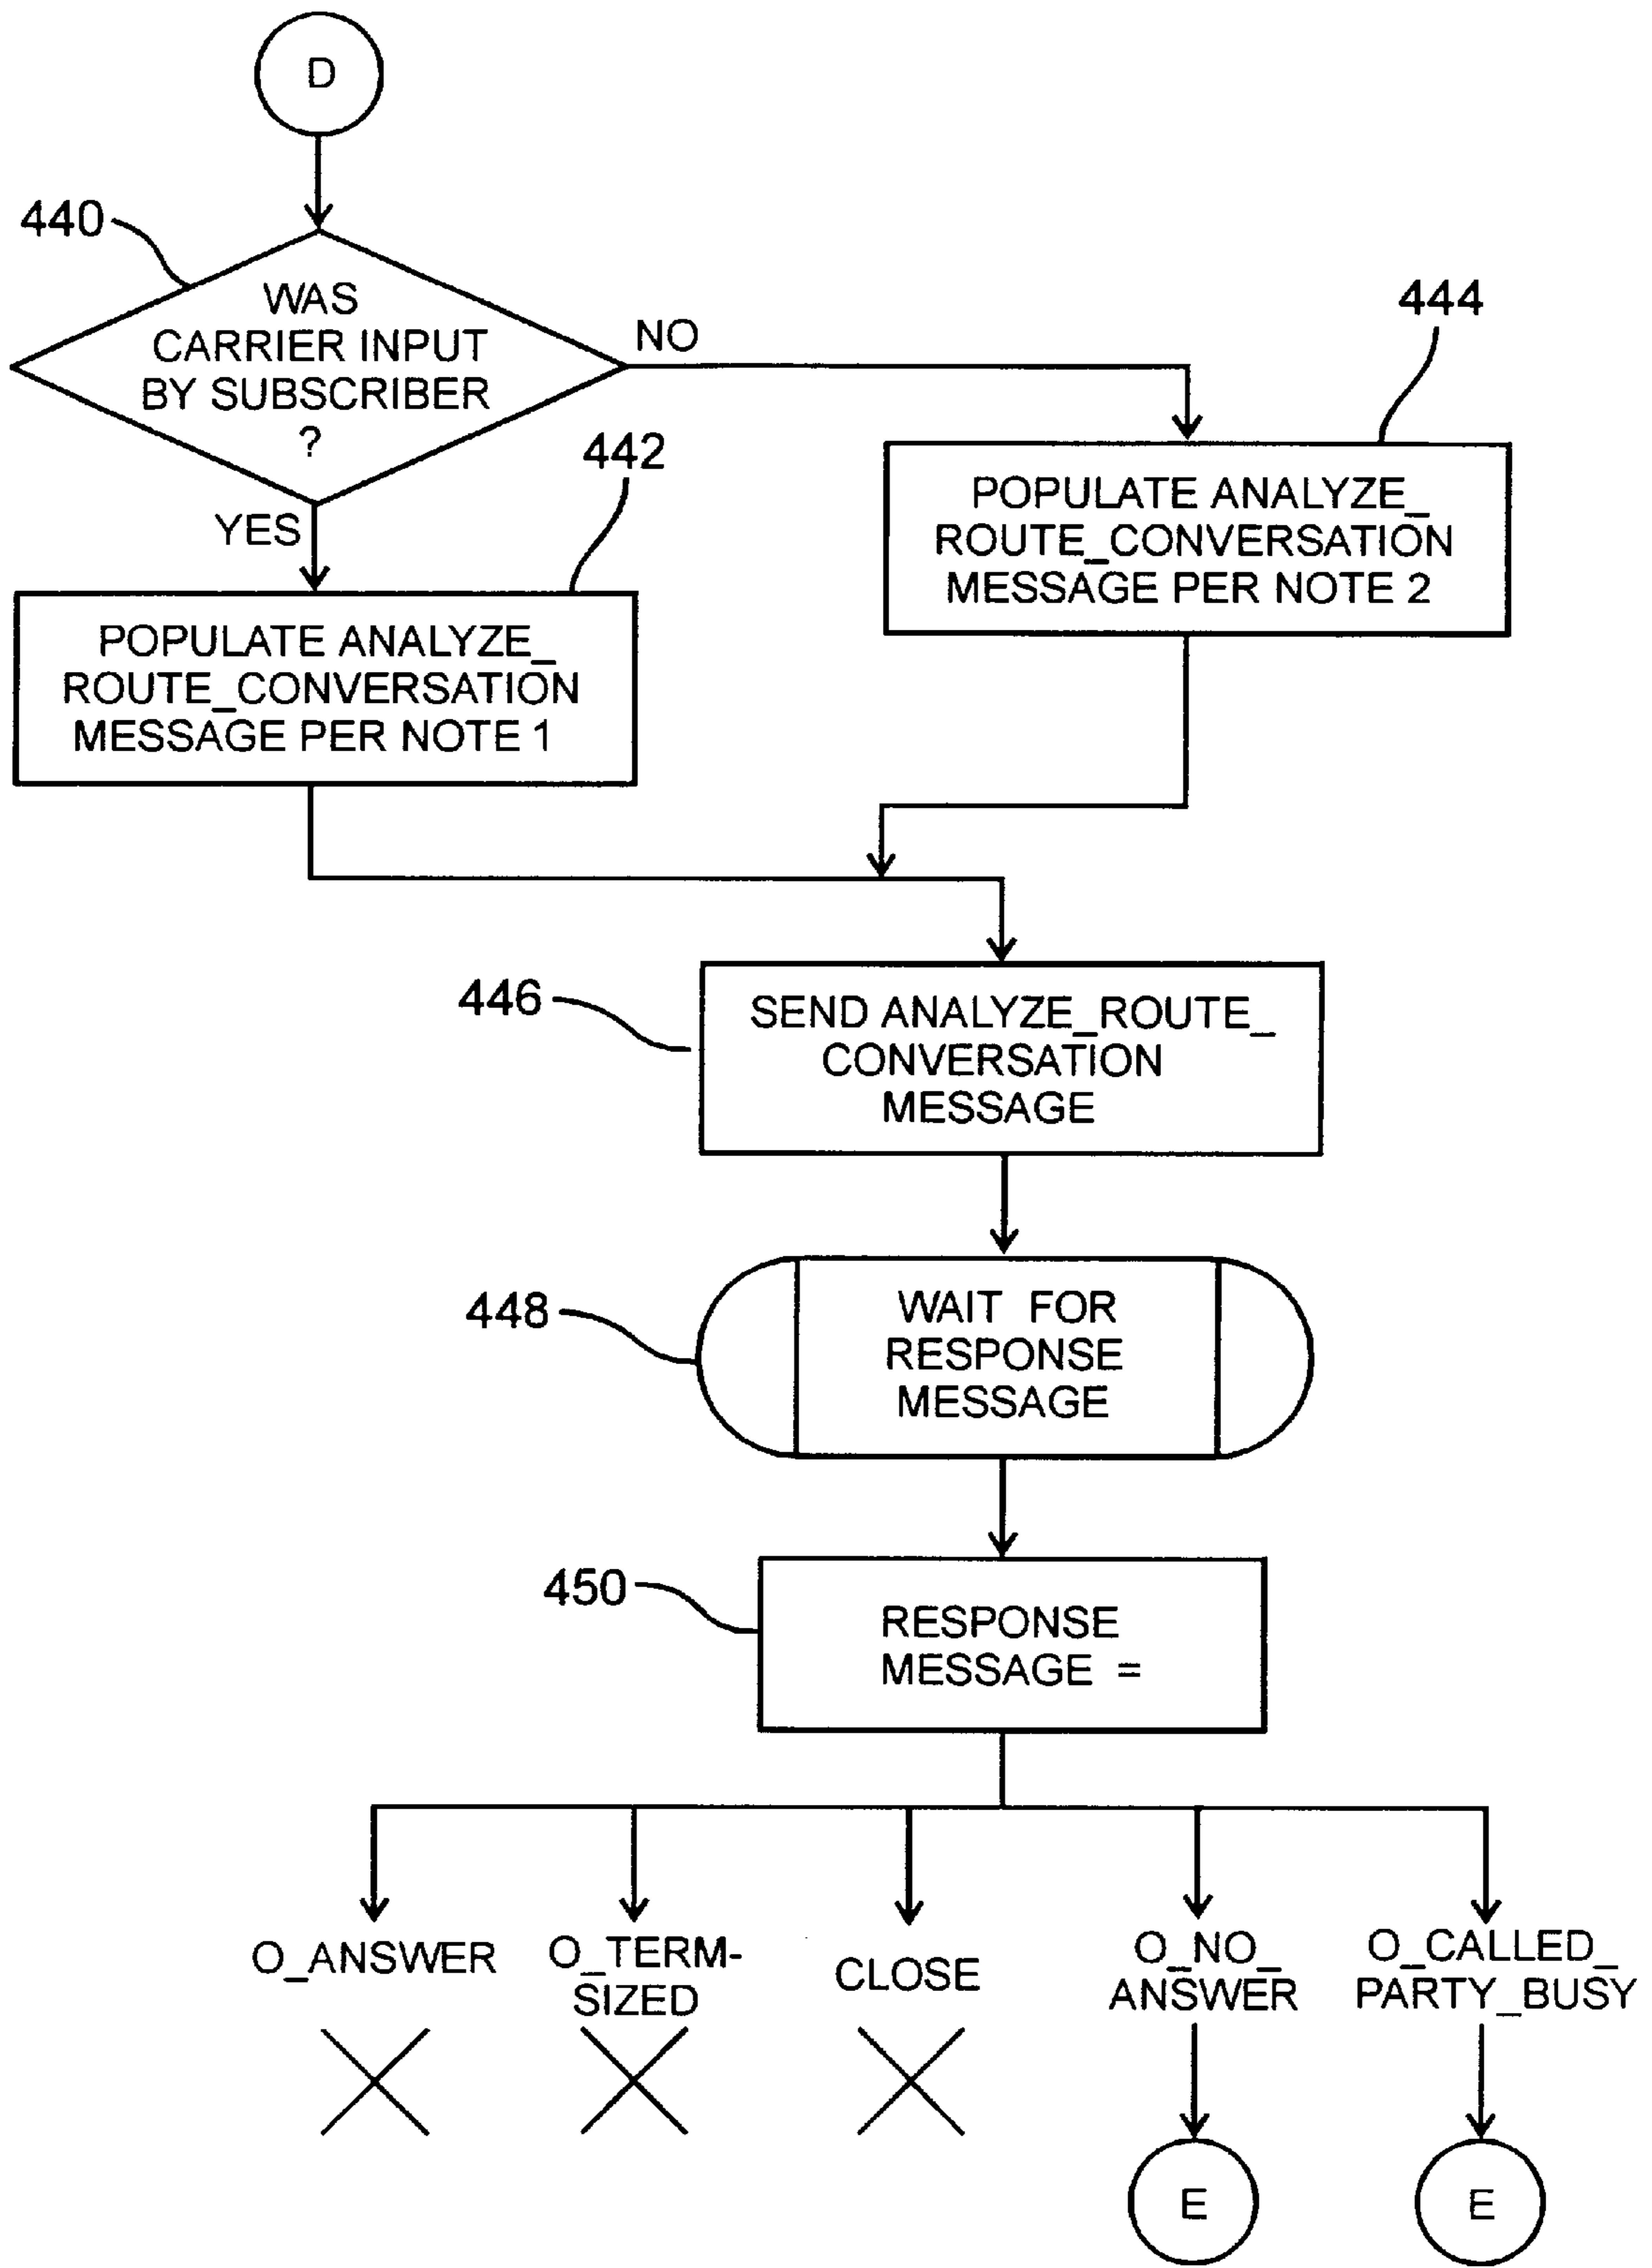 D
440
WAS
CARRIER INPUT
BY SUBSCRIBER
?
NO
YES
444
POPULATE ANALYZE_
ROUTE_CONVERSATION
MESSAGE PER NOTE 2
442
POPULATE ANALYZE_
ROUTE_CONVERSATION
MESSAGE PER NOTE 1
446
SEND ANALYZE_ROUTE_
CONVERSATION
MESSAGE
448
WAIT FOR
RESPONSE
MESSAGE
450
RESPONSE
MESSAGE =
O_ANSWER
O_TERM-
SIZED
CLOSE
O_NO_
ANSWER
O_CALLED_
PARTY_BUSY
E
E